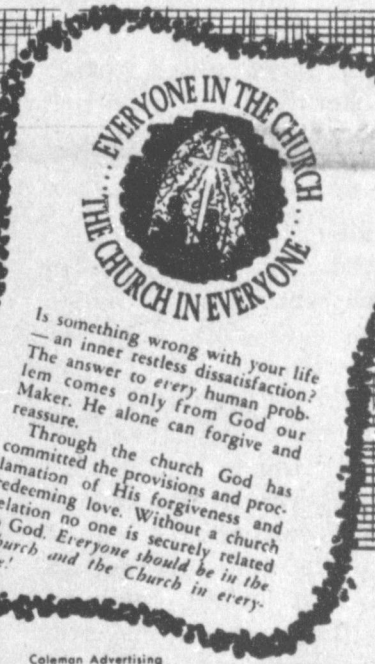 EVERYONE IN THE CHURCH...
THE CHURCH IN EVERYONE...
Is something wrong with your life
— an inner restless dissatisfaction?
The answer to every human prob-
lem comes only from God our
Maker. He alone can forgive and
reassure.
Through the church God has
committed the provisions and proc-
lamation of His forgiveness and
redeeming love. Without a church
relation no one is securely related
God. Everyone should be in the
and the Church in every-
Coleman Advertising